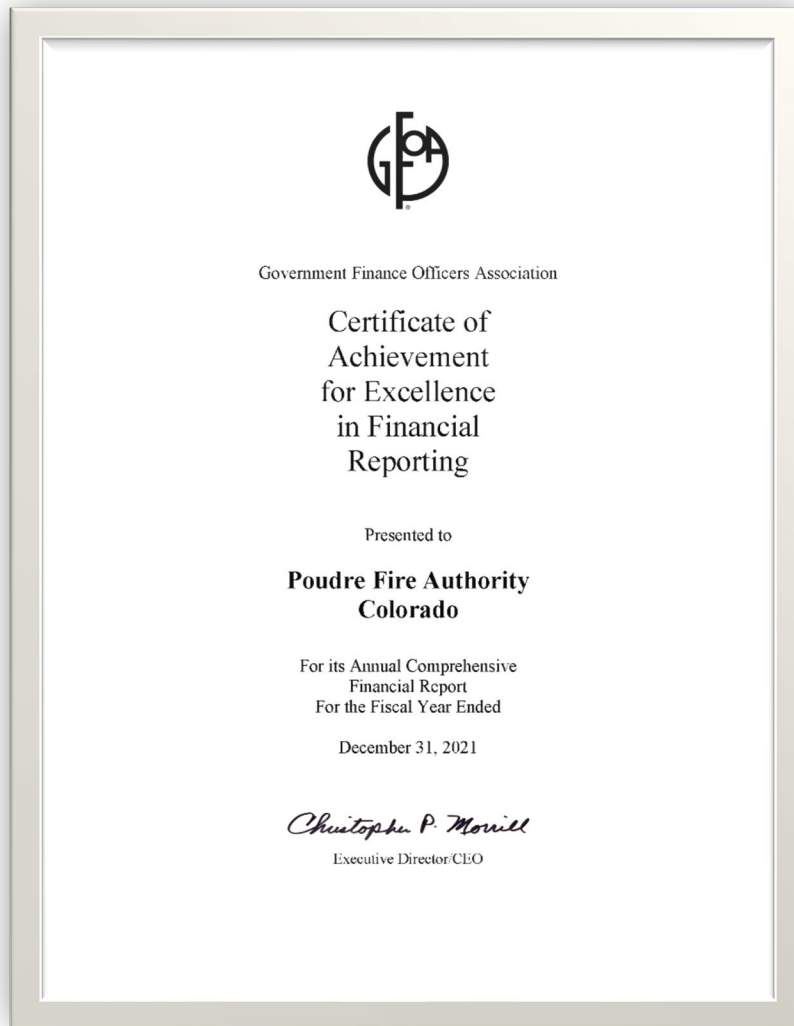 GFOA
Government Finance Officers Association
Certificate of
Achievement
for Excellence
in Financial
Reporting
Presented to
Poudre Fire Authority
Colorado
For its Annual Comprehensive
Financial Report
For the Fiscal Year Ended
December 31, 2021
Christopher P. Morrill
Executive Director/CEO